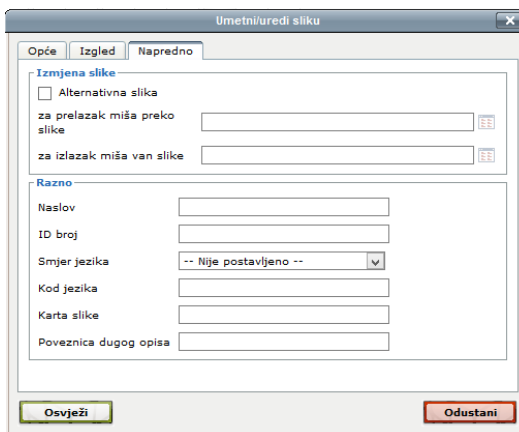 Umetni/uredi sliku
Opće Izgled Napredno
Izmjena slike
Alternativna slika
za prelazak miša preko
slike
za izlazak miša van slike
Razno
Naslov
ID broj
Smjer jezika -- Nije postavljeno --
Kod jezika
Karta slike
Poveznica dugog opisa
Osvježi Odustani